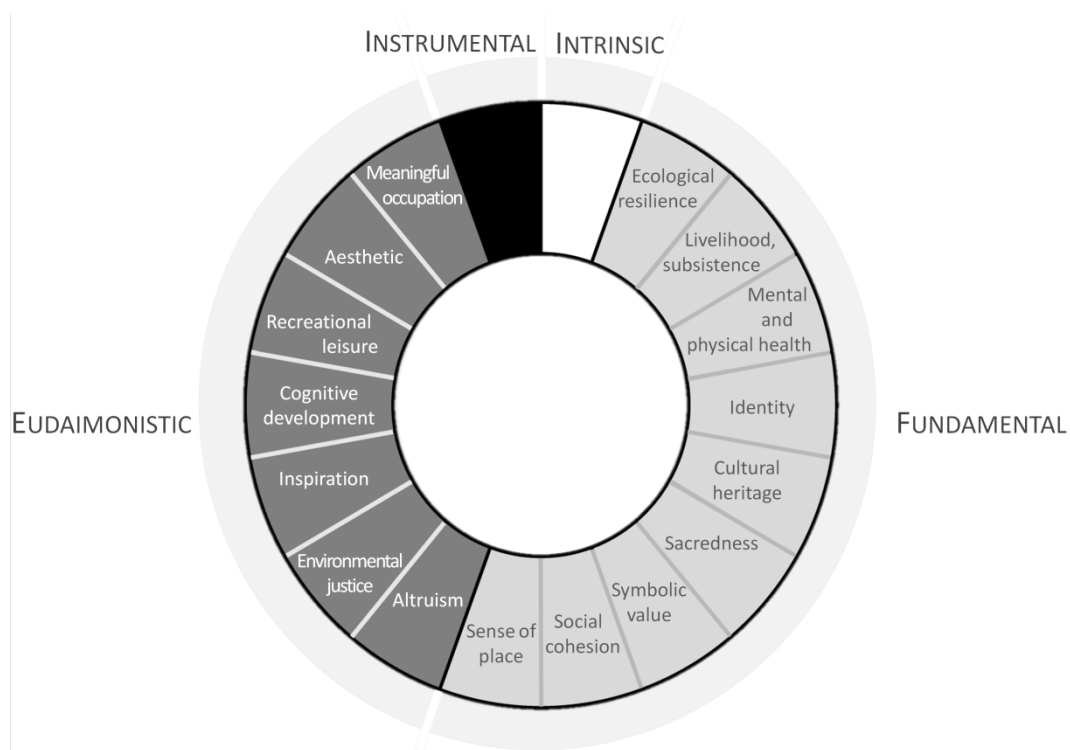 INSTRUMENTAL
INTRINSIC
Ecological
resilience
Livelihood,
subsistence
Mental
and
physical health
Identity
Cultural
heritage
Sacredness
Symbolic
value
Social
cohesion
Sense of
place
Altruism
Environmental
justice
Inspiration
Cognitive
development
Recreational
leisure
Aesthetic
Meaningful
occupation
EUDAIMONISTIC
FUNDAMENTAL